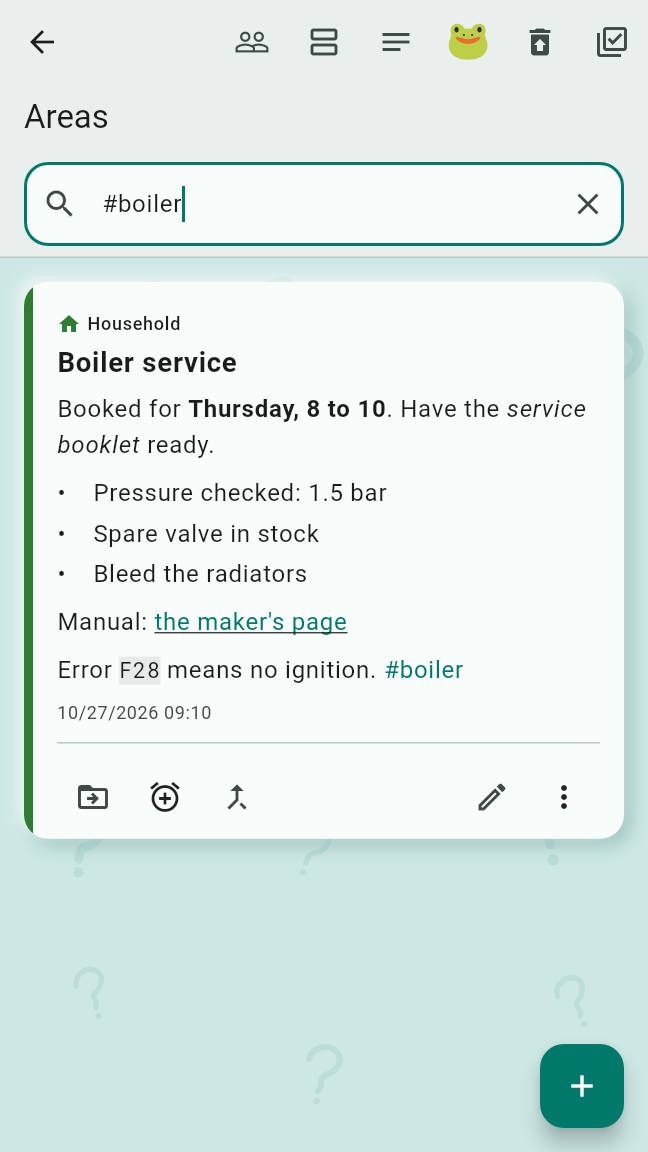 Areas
#boiler
Household
Boiler service
Booked for Thursday, 8 to 10. Have the service
booklet ready.
• Pressure checked: 1.5 bar
• Spare valve in stock
• Bleed the radiators
Manual: the maker's page
Error F28 means no ignition. #boiler
10/27/2026 09:10